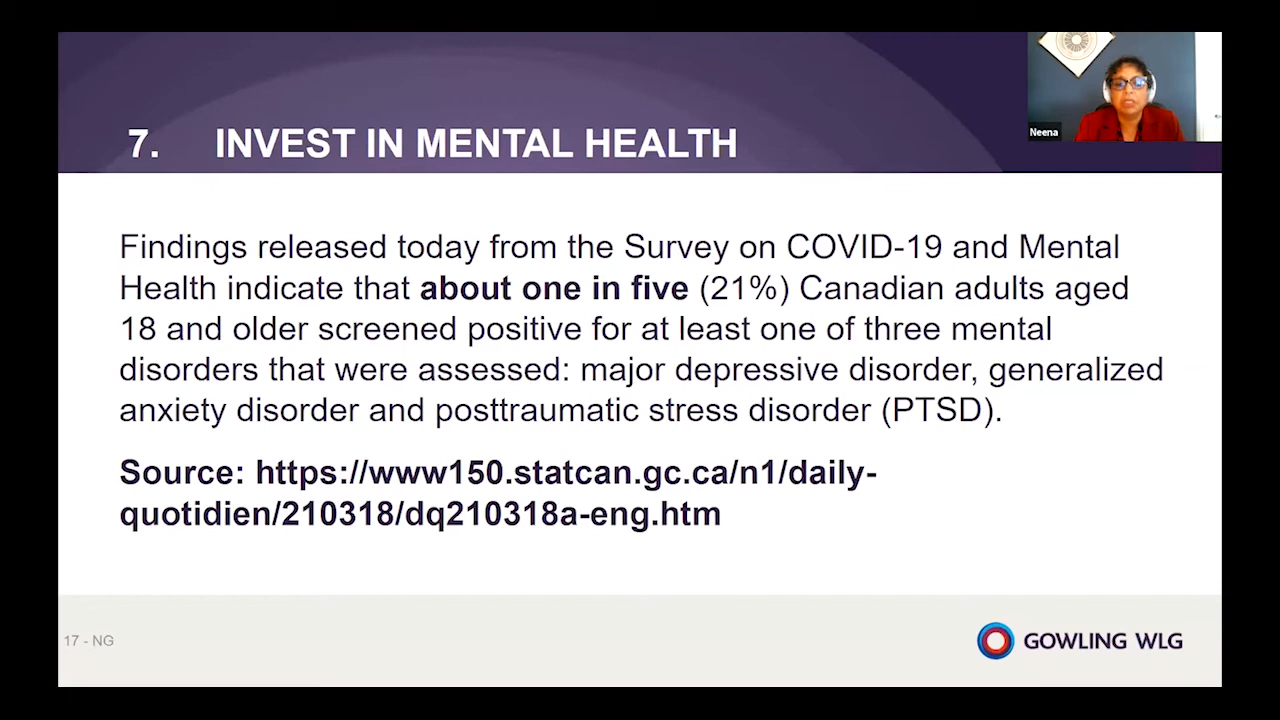 7. INVEST IN MENTAL HEALTH
Neena
Findings released today from the Survey on COVID-19 and Mental
Health indicate that about one in five (21%) Canadian adults aged
18 and older screened positive for at least one of three mental
disorders that were assessed: major depressive disorder, generalized
anxiety disorder and posttraumatic stress disorder (PTSD).
Source: https://www150.statcan.gc.ca/n1/daily-
quotidien/210318/dq210318a-eng.htm
17 - NG
GOWLING WLG